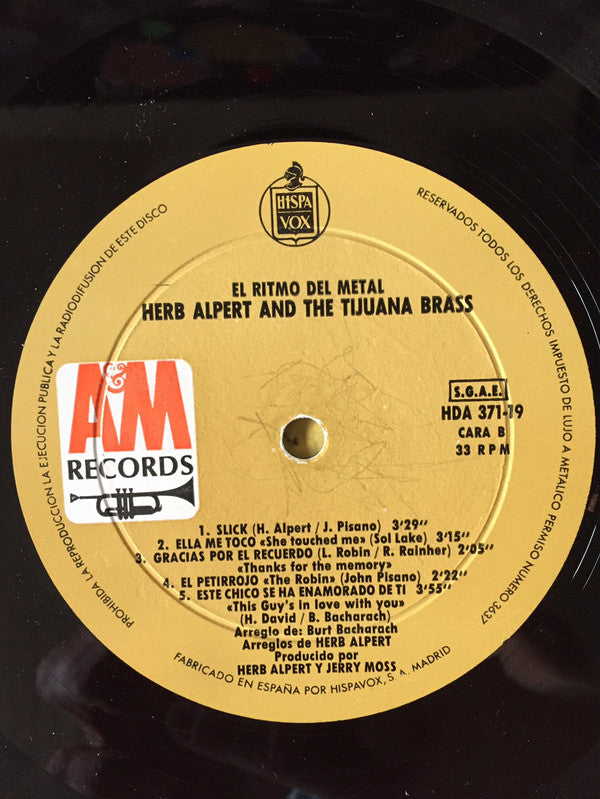 HISPA
VOX
EL RITMO DEL METAL
HERB ALPERT AND THE TIJUANA BRASS
A&M
RECORDS
S.G.A.E.
HDA 371-19
CARA B
33 RPM
1. SLICK (H. Alpert / J. Pisano) 3'29''
2. ELLA ME TOCO «She touched me» (Sol Lake) 3'15''
3. GRACIAS POR EL RECUERDO (L. Robin / R. Rainher) 2'05''
«Thanks for the memory»
4. EL PETIRROJO «The Robin» (John Pisano) 2'22''
5. ESTE CHICO SE HA ENAMORADO DE TI 3'55''
«This Guy's in love with you»
(H. David / B. Bacharach)
Arreglo de: Burt Bacharach
Arreglos de HERB ALPERT
Producido por
HERB ALPERT Y JERRY MOSS
FABRICADO EN ESPAÑA POR HISPAVOX, S. A. MADRID
PROHIBIDA LA REPRODUCCION LA EJECUCION PUBLICA Y LA RADIODIFUSION DE ESTE DISCO
RESERVADOS TODOS LOS DERECHOS IMPUESTO DE LUJO A METALICO PERMISO NUMERO 3037